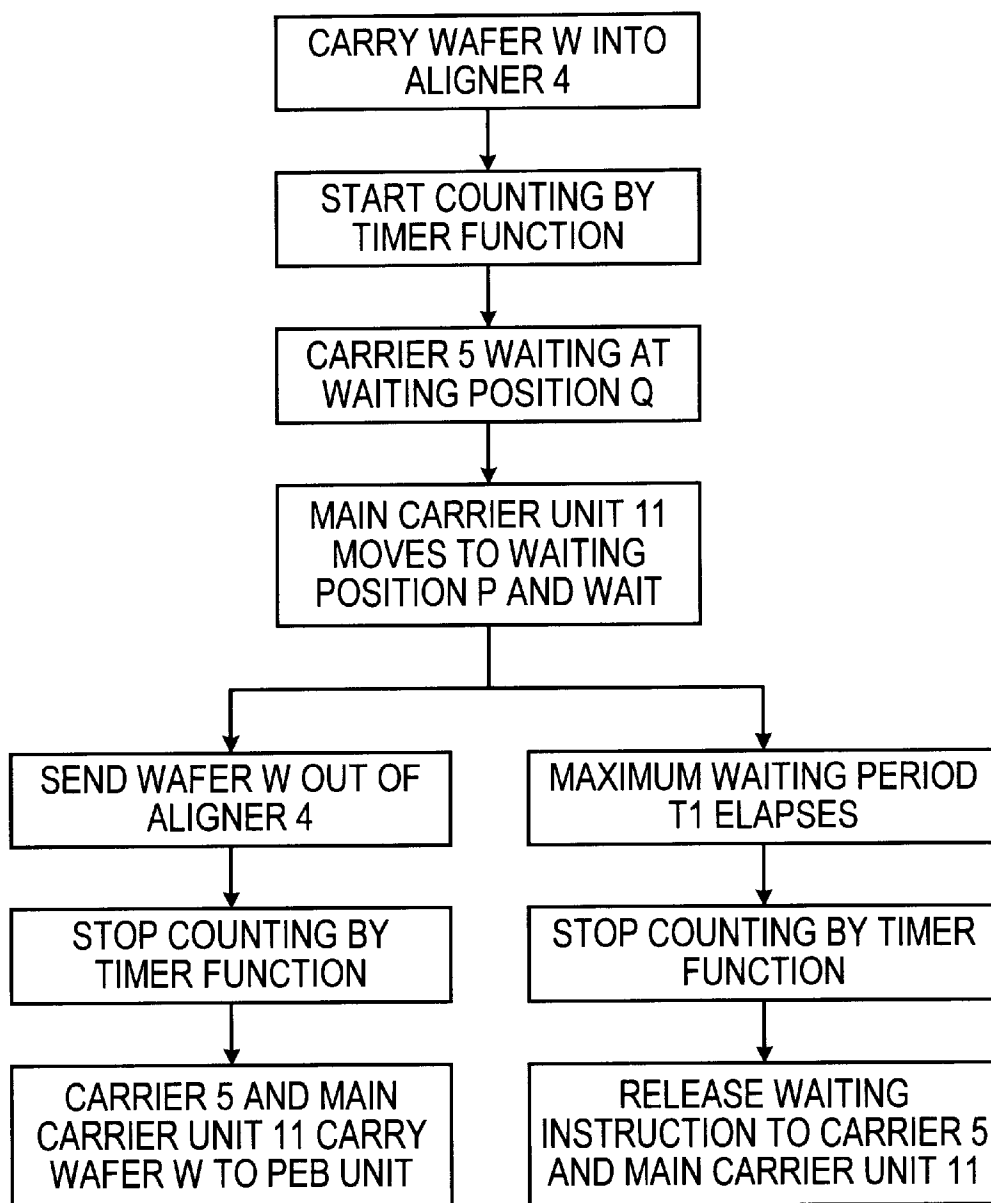 CARRY WAFER W INTO
ALIGNER 4
START COUNTING BY
TIMER FUNCTION
CARRIER 5 WAITING AT
WAITING POSITION Q
MAIN CARRIER UNIT 11
MOVES TO WAITING
POSITION P AND WAIT
SEND WAFER W OUT OF
ALIGNER 4
STOP COUNTING BY
TIMER FUNCTION
CARRIER 5 AND MAIN
CARRIER UNIT 11 CARRY
WAFER W TO PEB UNIT
MAXIMUM WAITING PERIOD
T1 ELAPSES
STOP COUNTING BY TIMER
FUNCTION
RELEASE WAITING
INSTRUCTION TO CARRIER 5
AND MAIN CARRIER UNIT 11